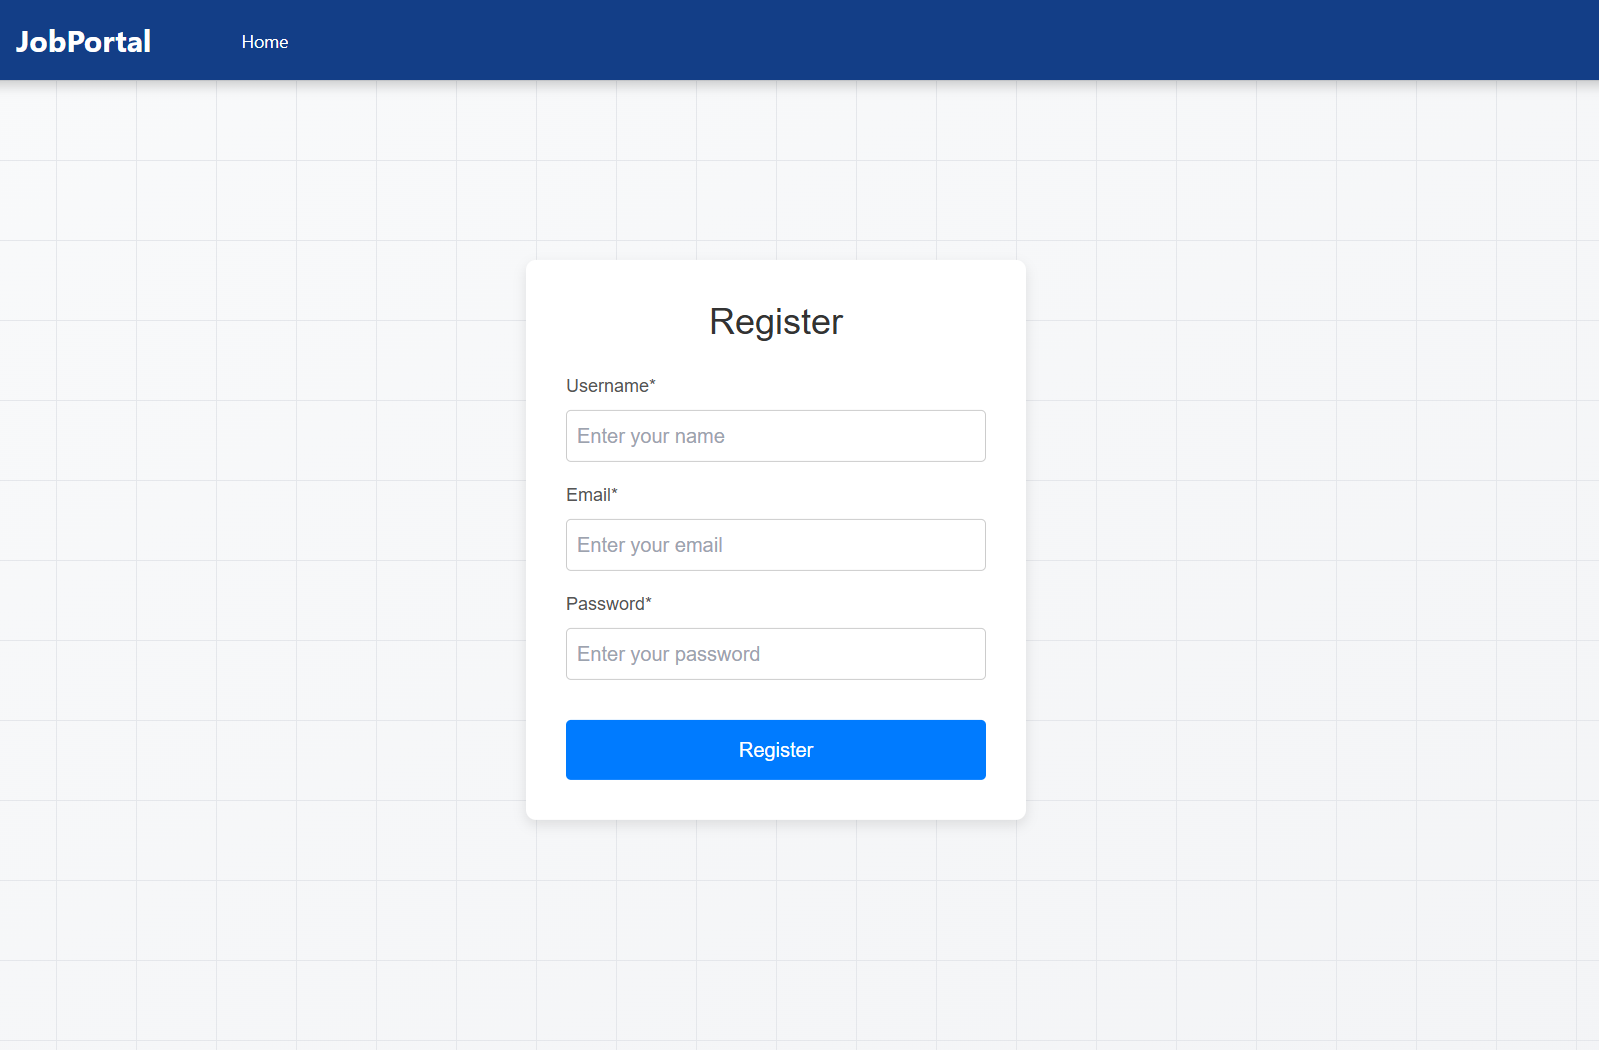 JobPortal
Home
Register
Username*
Enter your name
Email*
Enter your email
Password*
Enter your password
Register